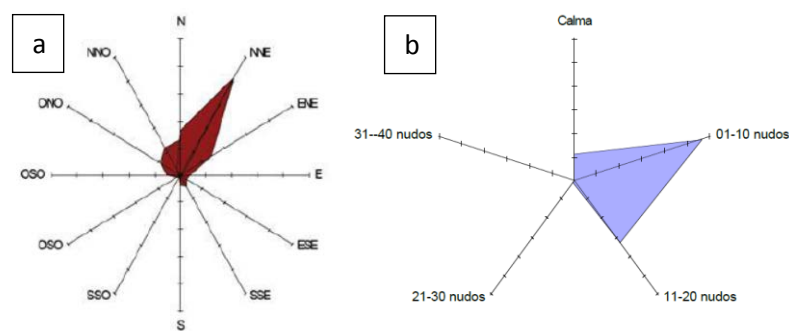 a
N
NNO
NNE
ONO
ENE
OSO
E
OSO
ESE
SSO
SSE
S
b
Calma
31--40 nudos
01-10 nudos
21-30 nudos
11-20 nudos